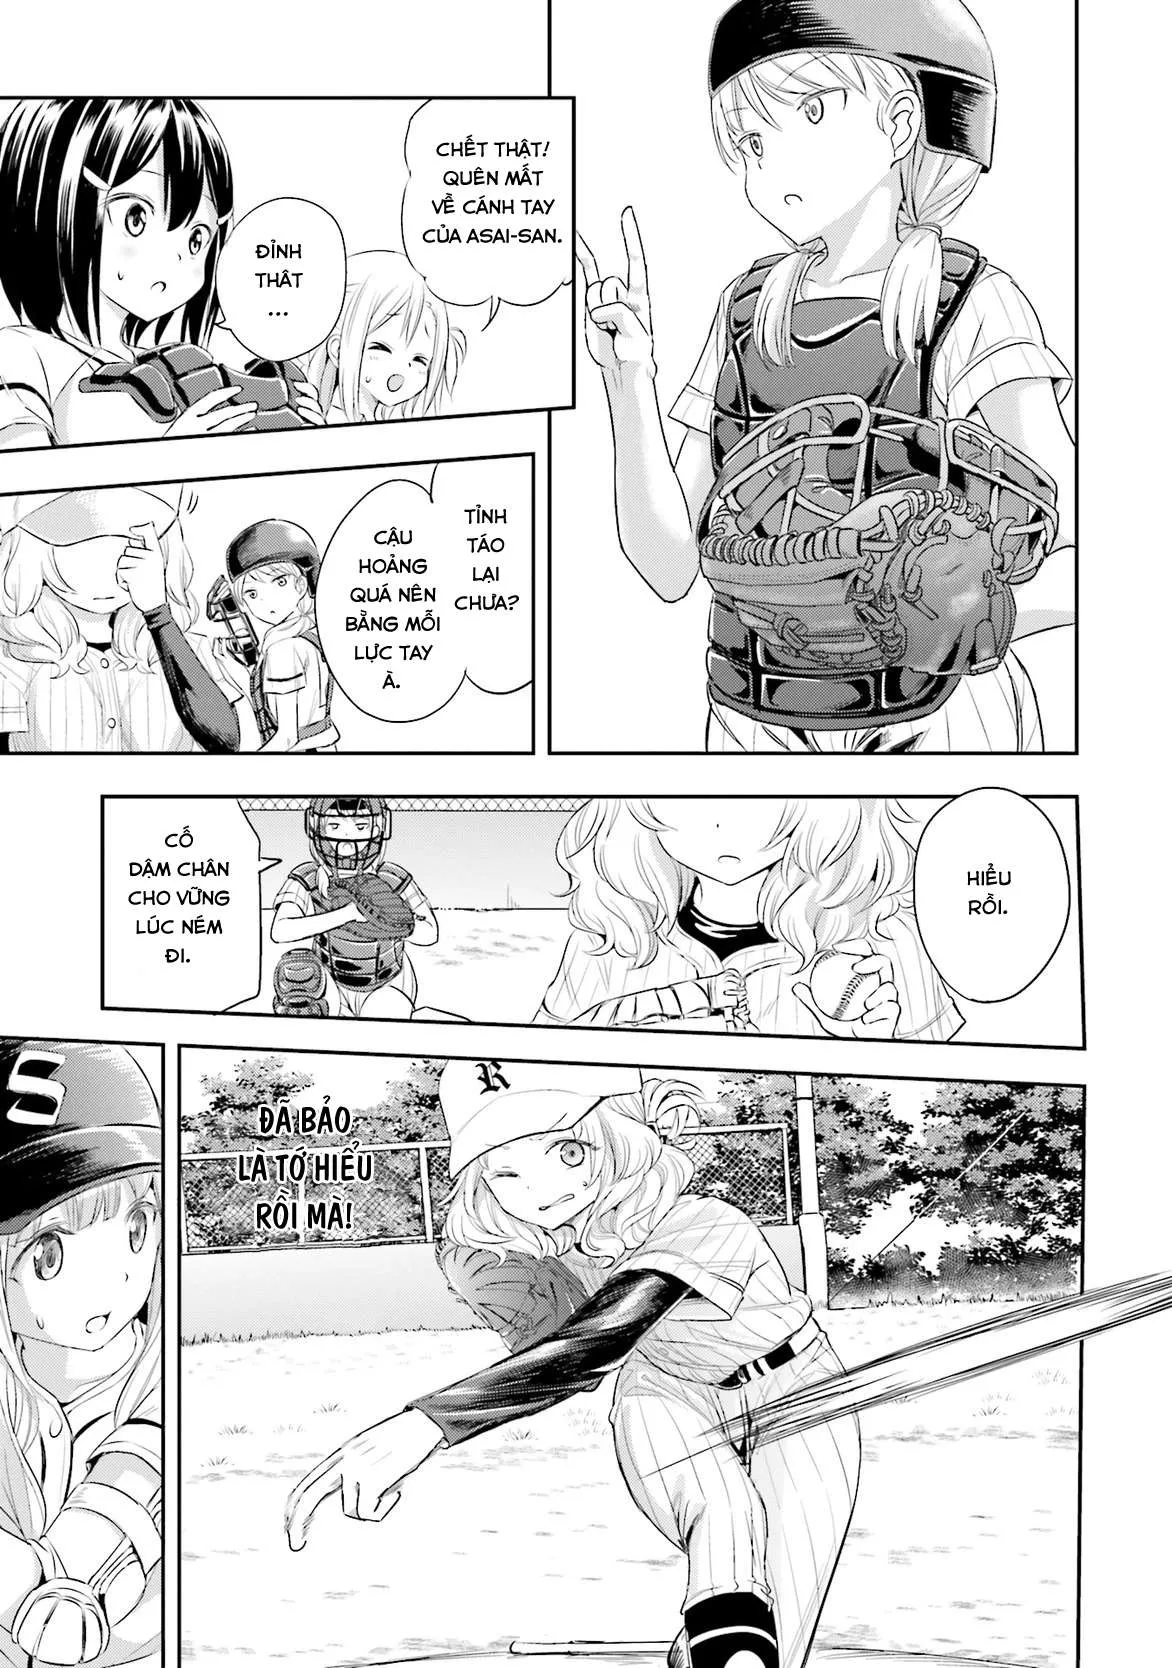 CHẾT THẬT!
QUÊN MẤT
VỀ CÁNH TAY
CỦA ASAI-SAN.
ĐỈNH
THẬT
...
TỈNH
TÁO
LẠI
CHƯA?
CẬU
HOẢNG
QUÁ NÊN
BẰNG MỖI
LỰC TAY
À.
HIỂU
RỒI.
CỐ
DẬM CHÂN
CHO VỮNG
LÚC NÉM
ĐI.
R
ĐÃ BẢO
LÀ TỚ HIỂU
RỒI MÀ!
S